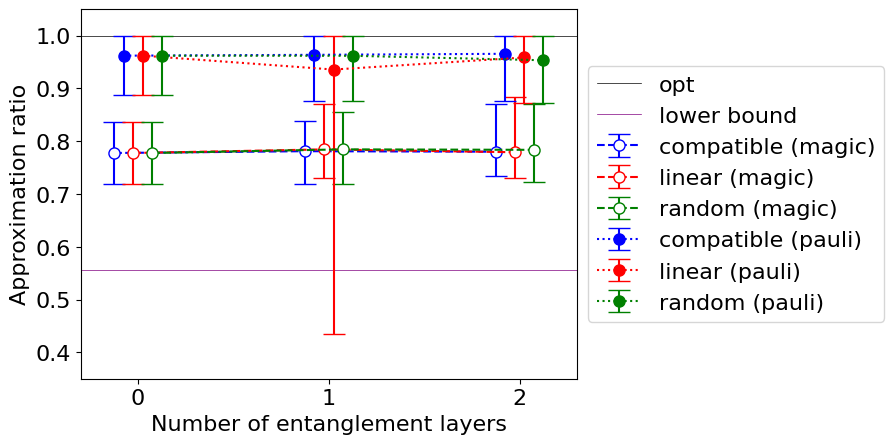 1.0
0.9
0.8
0.7
0.6
0.5
0.4
Approximation ratio
0
1
2
Number of entanglement layers
opt
lower bound
compatible (magic)
linear (magic)
random (magic)
compatible (pauli)
linear (pauli)
random (pauli)